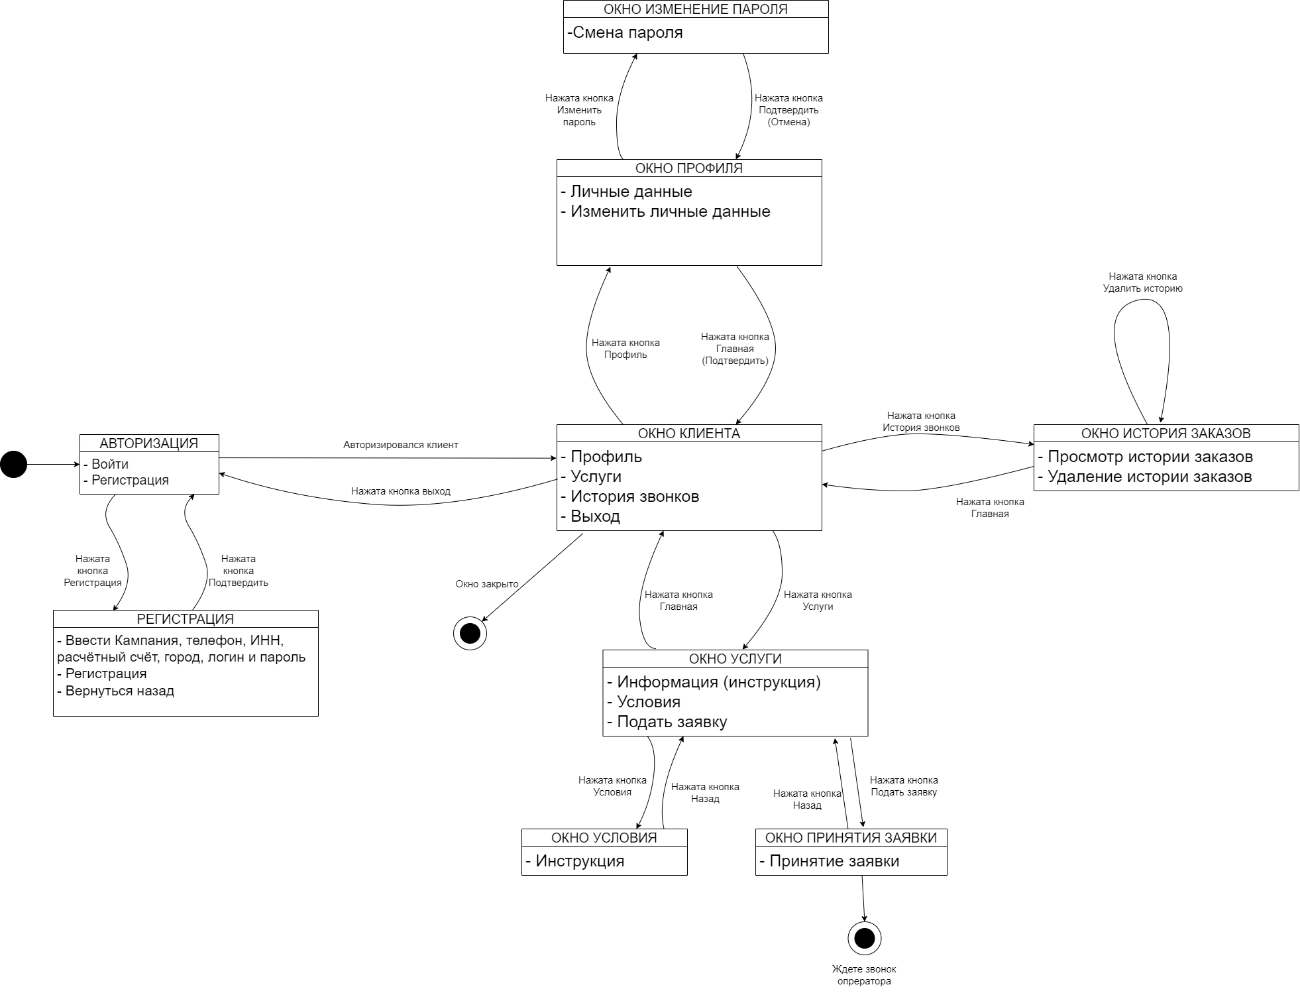 ОКНО ИЗМЕНЕНИЕ ПАРОЛЯ
-Смена пароля
Нажата кнопка
Изменить
пароль
Нажата кнопка
Подтвердить
(Отмена)
ОКНО ПРОФИЛЯ
- Личные данные
- Изменить личные данные
Нажата кнопка
Профиль
Нажата кнопка
Главная
(Подтвердить)
Нажата кнопка
Удалить историю
АВТОРИЗАЦИЯ
- Войти
- Регистрация
Авторизировался клиент
Нажата кнопка выход
ОКНО КЛИЕНТА
- Профиль
- Услуги
- История звонков
- Выход
Нажата кнопка
История звонков
Нажата кнопка
Главная
ОКНО ИСТОРИЯ ЗАКАЗОВ
- Просмотр истории заказов
- Удаление истории заказов
Нажата
кнопка
Регистрация
Нажата
кнопка
Подтвердить
Окно закрыто
Нажата кнопка
Главная
Нажата кнопка
Услуги
РЕГИСТРАЦИЯ
- Ввести Кампания, телефон, ИНН,
расчётный счёт, город, логин и пароль
- Регистрация
- Вернуться назад
ОКНО УСЛУГИ
- Информация (инструкция)
- Условия
- Подать заявку
Нажата кнопка
Условия
Нажата кнопка
Назад
Нажата кнопка
Назад
Нажата кнопка
Подать заявку
ОКНО УСЛОВИЯ
- Инструкция
ОКНО ПРИНЯТИЯ ЗАЯВКИ
- Принятие заявки
Ждете звонок
опрератора